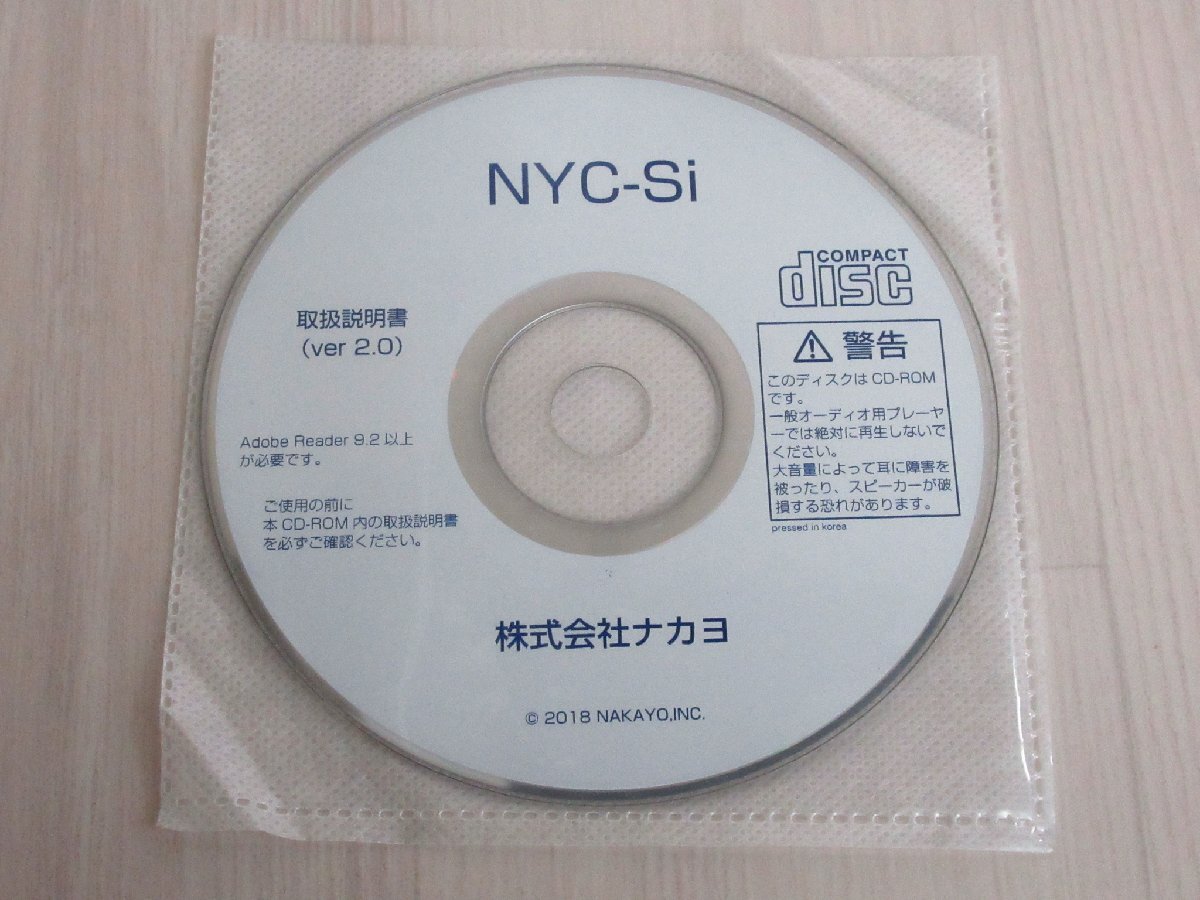 NYC-Si
COMPACT
disc
取扱説明書
(ver 2.0)
Adobe Reader 9.2 以上
が必要です。
ご使用の前に
本 CD-ROM 内の取扱説明書
を必ずご確認ください。
⚠ 警告
このディスクは CD-ROM
です。
一般オーディオ用プレーヤ
ーでは絶対に再生しないで
ください。
大音量によって耳に障害を
被ったり、スピーカーが破
損する恐れがあります。
pressed in korea
株式会社ナカヨ
© 2018 NAKAYO,INC.